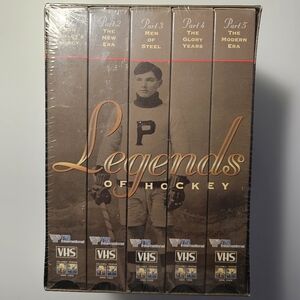 Part 2
THE NEW
ERA
Part 3
MEN OF
STEEL
Part 4
THE GLORY
YEARS
Part 5
THE MODERN
ERA
P
Legends
OF HOCKEY
VHS
VHS
VHS
VHS
VHS